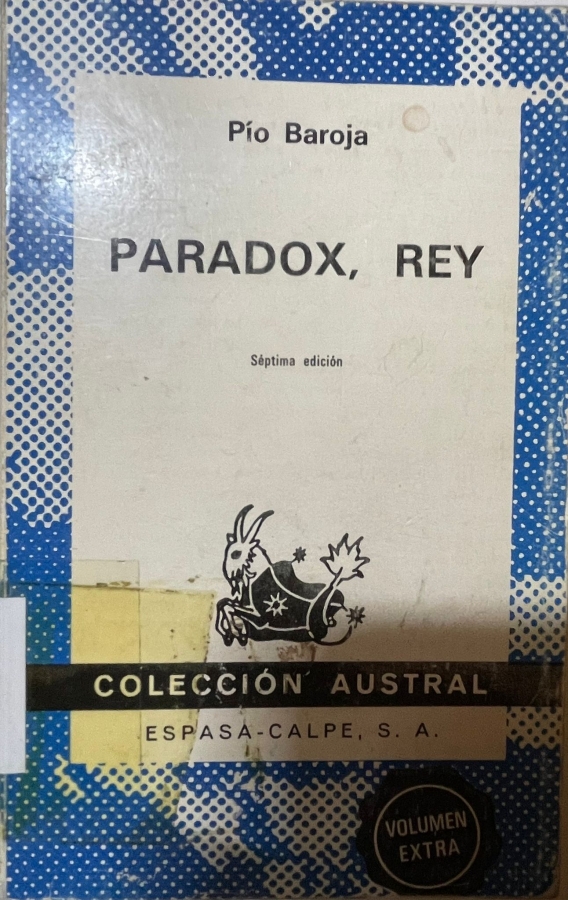 Pío Baroja
PARADOX, REY
Séptima edición
COLECCIÓN AUSTRAL
ESPASA-CALPE, S. A.
VOLUMEN
EXTRA